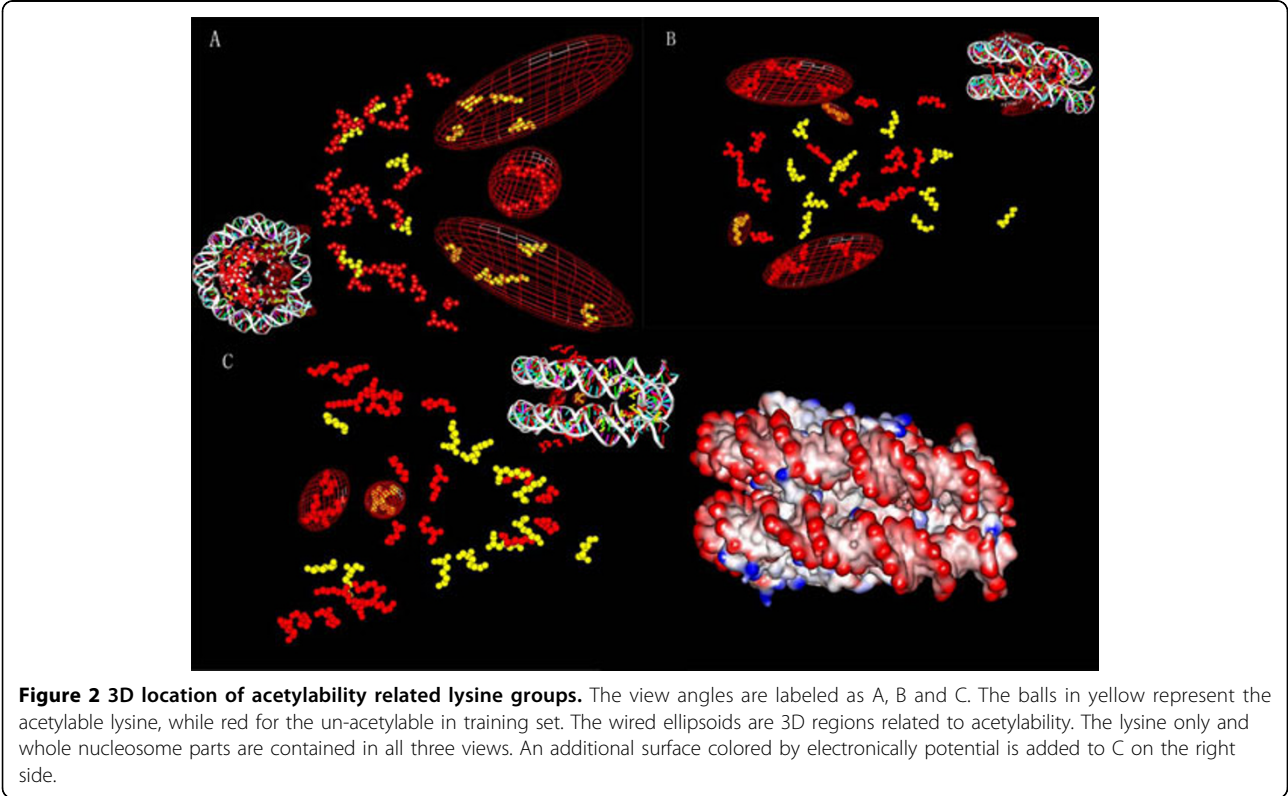 A
B
C
Figure 2 3D location of acetylability related lysine groups. The view angles are labeled as A, B and C. The balls in yellow represent the
acetylable lysine, while red for the un-acetylable in training set. The wired ellipsoids are 3D regions related to acetylability. The lysine only and
whole nucleosome parts are contained in all three views. An additional surface colored by electronically potential is added to C on the right
side.